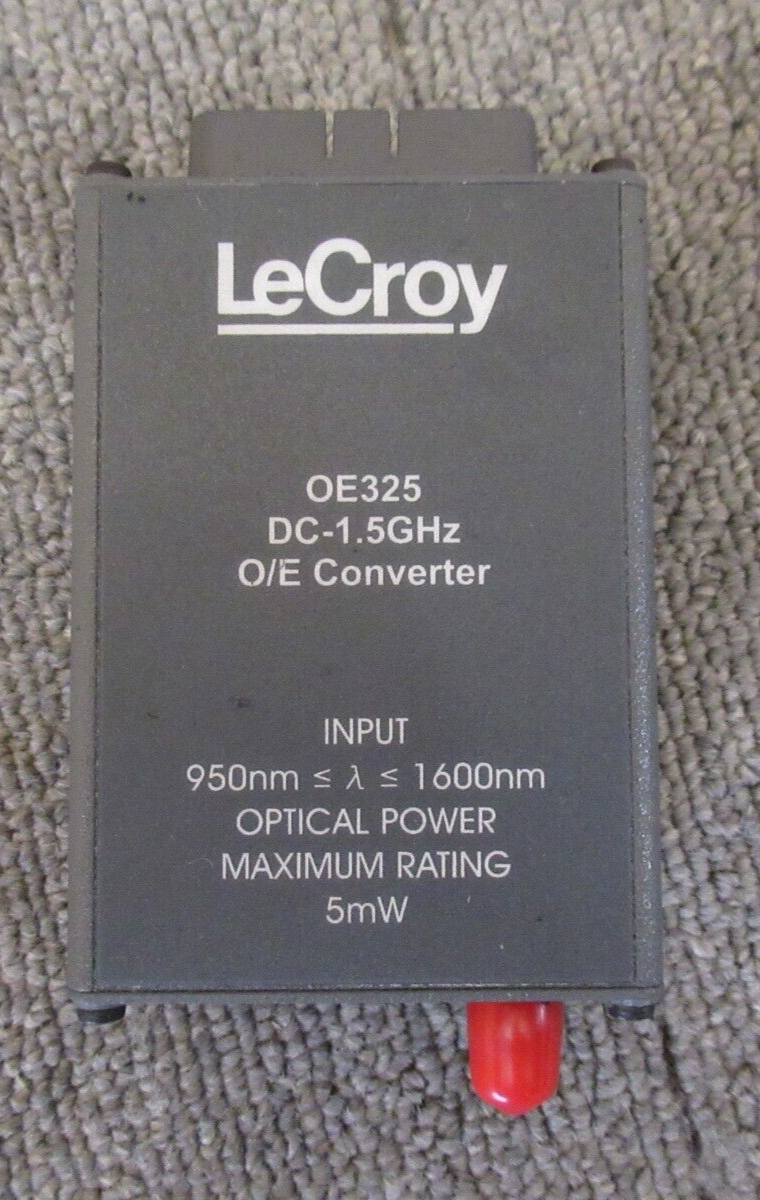 LeCroy
OE325
DC-1.5GHz
O/E Converter
INPUT
950nm ≤ λ ≤ 1600nm
OPTICAL POWER
MAXIMUM RATING
5mW